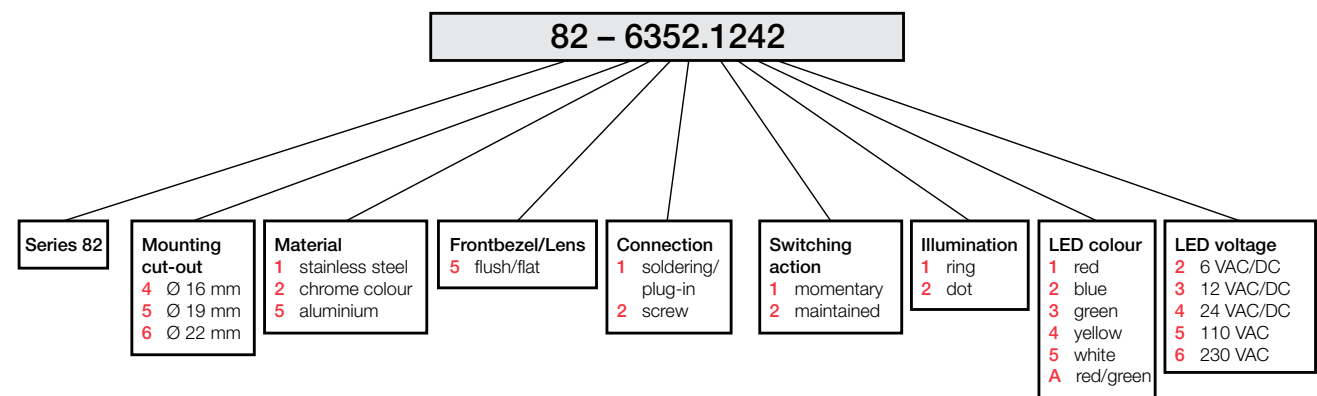 82 – 6352.1242
Series 82
Mounting
cut-out
4 Ø 16 mm
5 Ø 19 mm
6 Ø 22 mm
Material
1 stainless steel
2 chrome colour
5 aluminium
Frontbezel/Lens
5 flush/flat
Connection
1 soldering/
plug-in
2 screw
Switching
action
1 momentary
2 maintained
Illumination
1 ring
2 dot
LED colour
1 red
2 blue
3 green
4 yellow
5 white
A red/green
LED voltage
2 6 VAC/DC
3 12 VAC/DC
4 24 VAC/DC
5 110 VAC
6 230 VAC